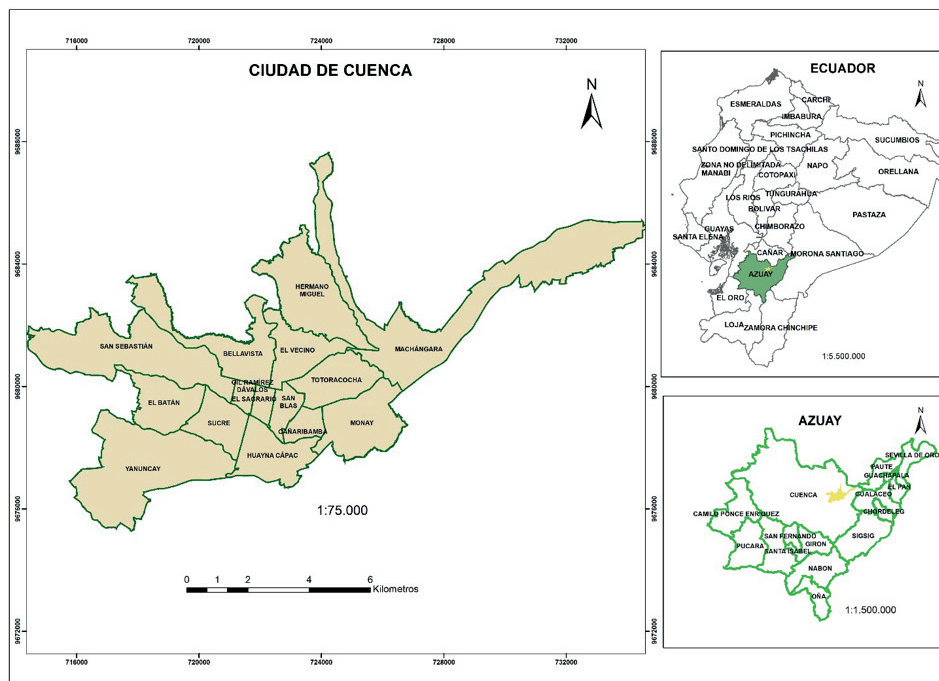 716000
720000
724000
728000
732000
CIUDAD DE CUENCA
N
9688000
9688000
9684000
9684000
9680000
9680000
9676000
9676000
9672000
9672000
HERMANO
MIGUEL
SAN SEBASTIÁN
BELLAVISTA
EL VECINO
MACHÁNGARA
GIL RAMÍREZ
DÁVALOS
EL SAGRARIO
SAN
BLAS
TOTORACOCHA
EL BATÁN
SUCRE
CAÑARIBAMBA
MONAY
YANUNCAY
HUAYNA CÁPAC
1:75.000
0 1 2 4 6
Kilometros
716000
720000
724000
728000
732000
ECUADOR
N
ESMERALDAS
CARCHI
IMBABURA
PICHINCHA
SUCUMBIOS
SANTO DOMINGO DE LOS TSACHILAS
ZONA NO DELIMITADA
MANABI
COTOPAXI
NAPO
ORELLANA
LOS RIOS
TUNGURAHUA
BOLIVAR
PASTAZA
GUAYAS
CHIMBORAZO
SANTA ELENA
CAÑAR
MORONA SANTIAGO
AZUAY
EL ORO
LOJA
ZAMORA CHINCHIPE
1:5.500.000
AZUAY
N
SEVILLA DE ORO
PAUTE
GUACHAPALA
EL PAN
CUENCA
GUALACEO
CHORDELEG
CAMILO PONCE ENRIQUEZ
SAN FERNANDO
SIGSIG
PUCARA
GIRON
SANTA ISABEL
NABON
OÑA
1:1.500.000